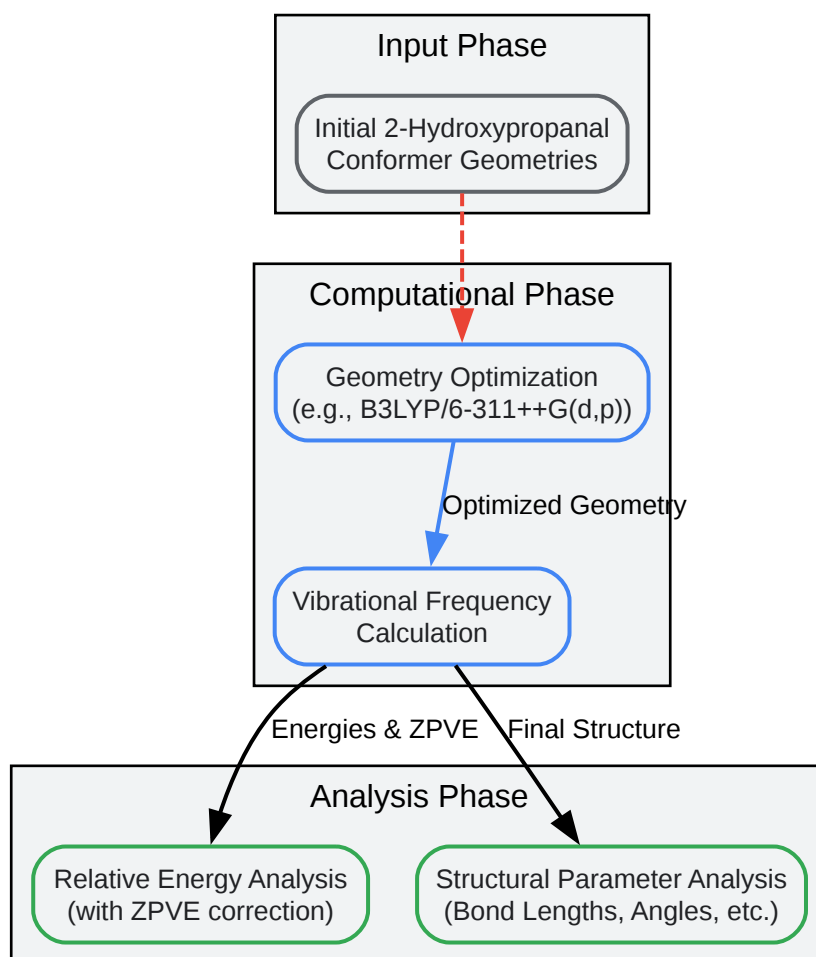 Input Phase
Initial 2-Hydroxypropanal
Conformer Geometries
Computational Phase
Geometry Optimization
(e.g., B3LYP/6-311++G(d,p))
Optimized Geometry
Vibrational Frequency
Calculation
Energies & ZPVE
Final Structure
Analysis Phase
Relative Energy Analysis
(with ZPVE correction)
Structural Parameter Analysis
(Bond Lengths, Angles, etc.)